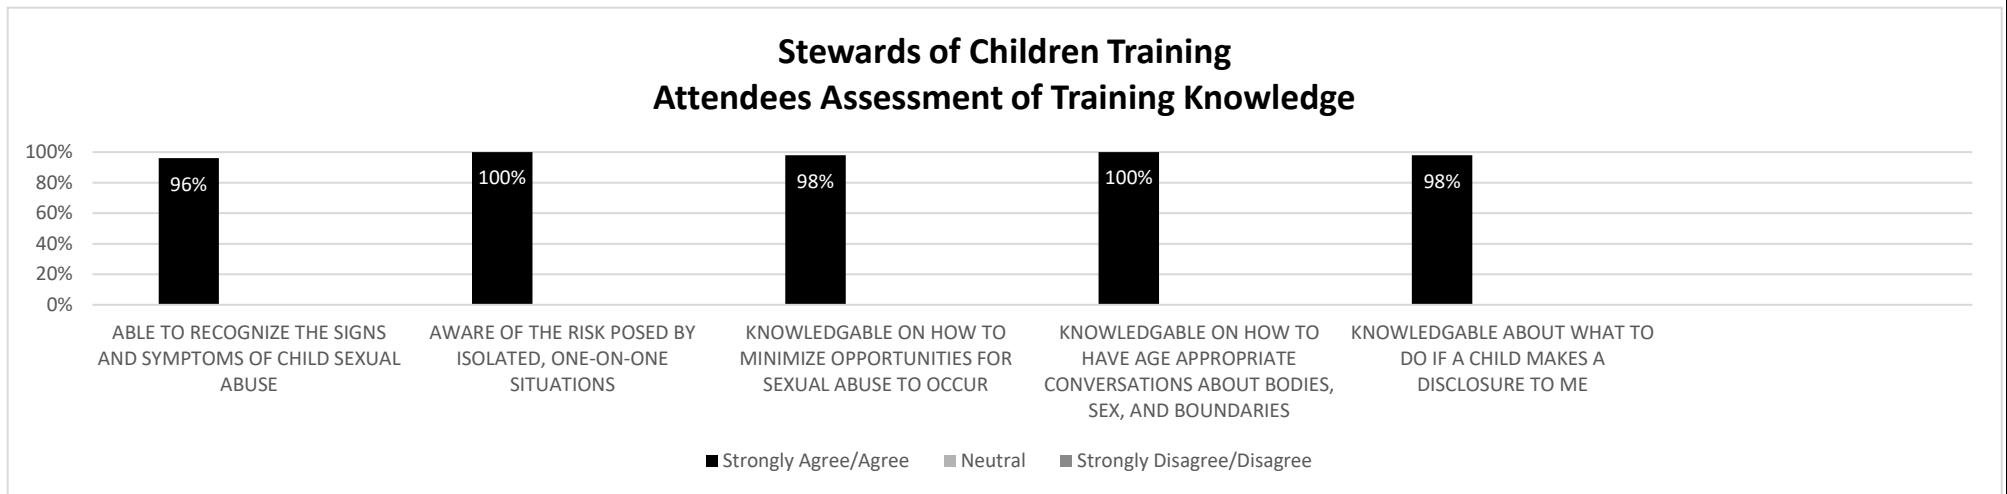 Stewards of Children Training
Attendees Assessment of Training Knowledge
100%
80%
60%
40%
20%
0%
96%
100%
98%
100%
98%
ABLE TO RECOGNIZE THE SIGNS
AND SYMPTOMS OF CHILD SEXUAL
ABUSE
AWARE OF THE RISK POSED BY
ISOLATED, ONE-ON-ONE
SITUATIONS
KNOWLEDGABLE ON HOW TO
MINIMIZE OPPORTUNITIES FOR
SEXUAL ABUSE TO OCCUR
KNOWLEDGABLE ON HOW TO
HAVE AGE APPROPRIATE
CONVERSATIONS ABOUT BODIES,
SEX, AND BOUNDARIES
KNOWLEDGABLE ABOUT WHAT TO
DO IF A CHILD MAKES A
DISCLOSURE TO ME
Strongly Agree/Agree
Neutral
Strongly Disagree/Disagree